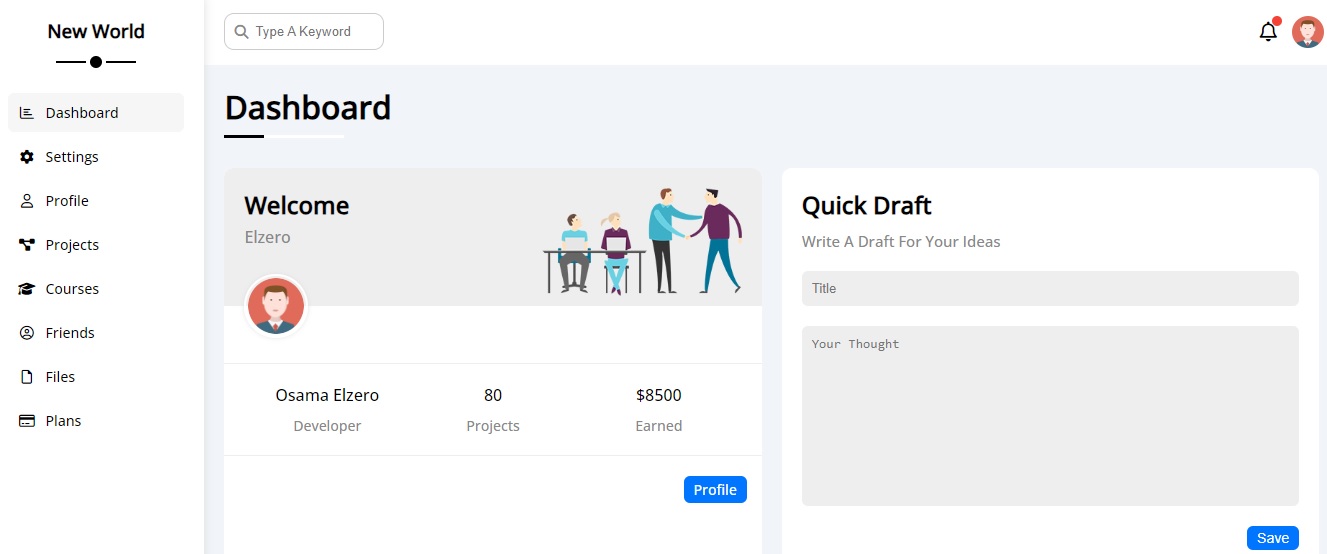 New World
Type A Keyword
Dashboard
Settings
Profile
Projects
Courses
Friends
Files
Plans
Dashboard
Welcome
Elzero
Osama Elzero
80
$8500
Developer
Projects
Earned
Profile
Quick Draft
Write A Draft For Your Ideas
Title
Your Thought
Save